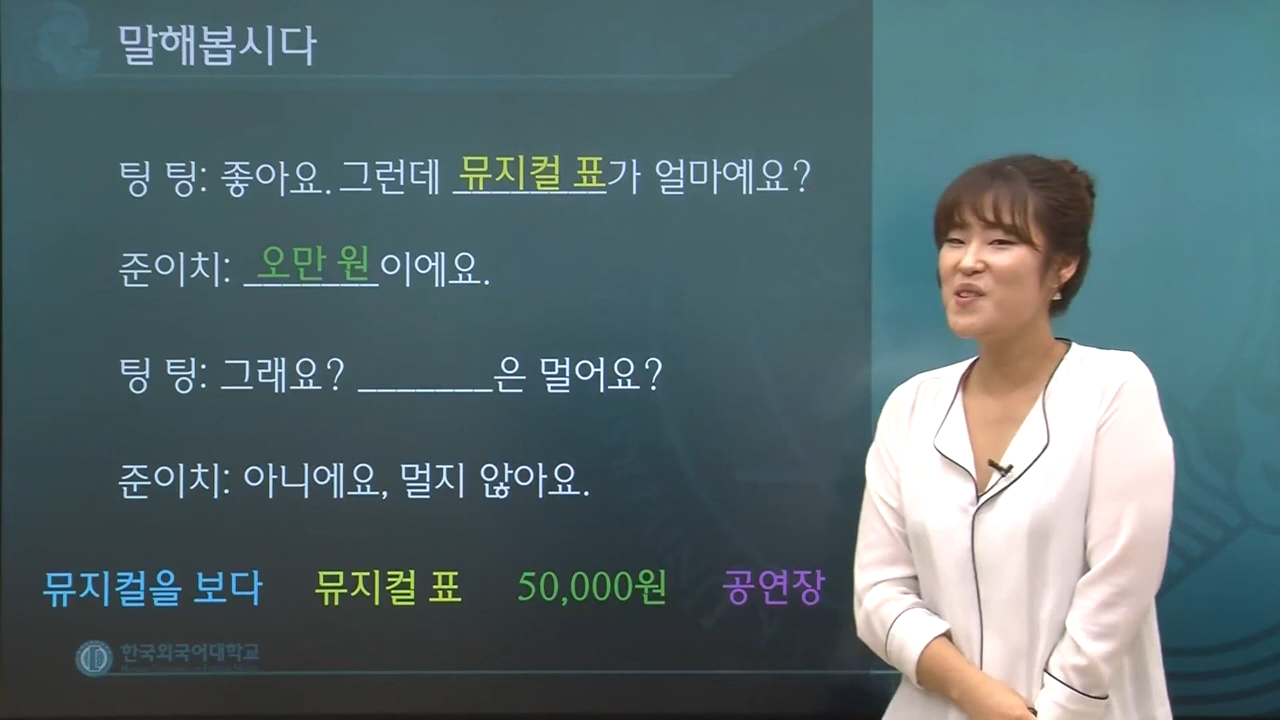 말해봅시다
팅 팅: 좋아요. 그런데 뮤지컬 표가 얼마예요?
준이치: 오만 원이에요.
팅 팅: 그래요? _______은 멀어요?
준이치: 아니에요, 멀지 않아요.
뮤지컬을 보다 뮤지컬 표 50,000원 공연장
한국외국어대학교